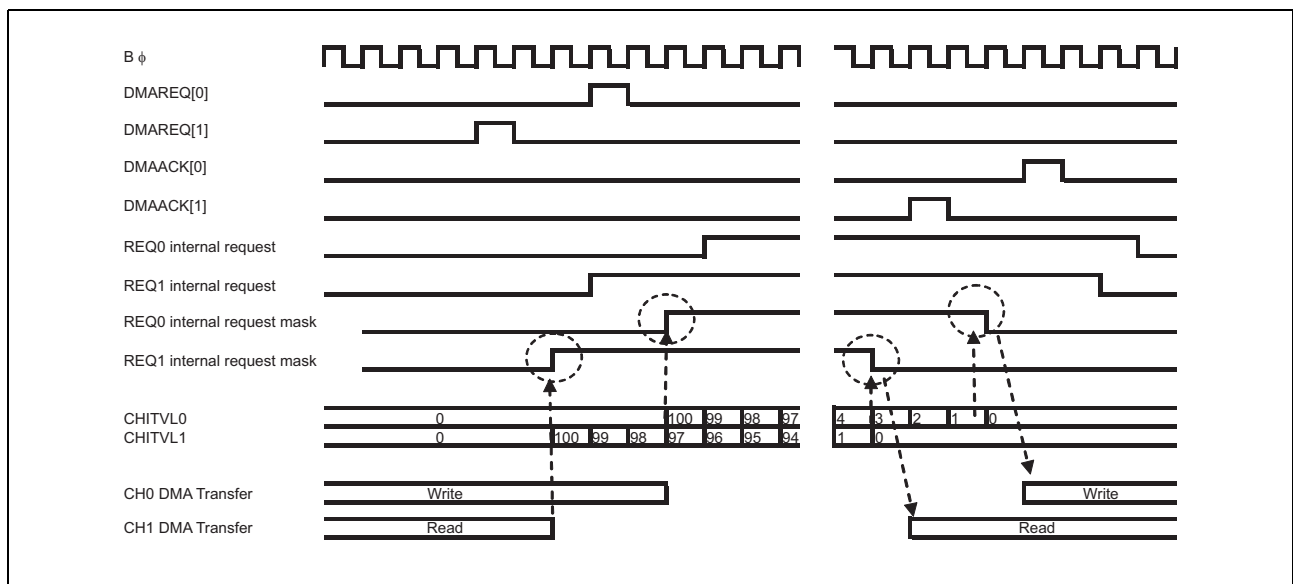 B ϕ
DMAREQ[0]
DMAREQ[1]
DMAACK[0]
DMAACK[1]
REQ0 internal request
REQ1 internal request
REQ0 internal request mask
REQ1 internal request mask
CHITVL0 0 100 99 98 97 4 3 2 1 0
CHITVL1 0 100 99 98 97 96 95 94 1 0
CH0 DMA Transfer Write Write
CH1 DMA Transfer Read Read